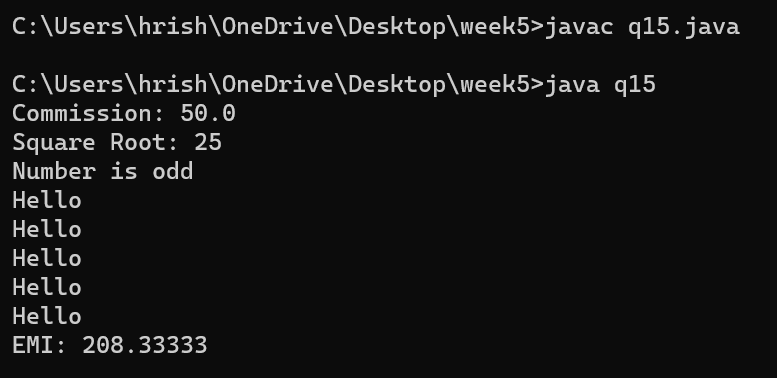 C:\Users\hrish\OneDrive\Desktop\week5>javac q15.java
C:\Users\hrish\OneDrive\Desktop\week5>java q15
Commission: 50.0
Square Root: 25
Number is odd
Hello
Hello
Hello
Hello
Hello
EMI: 208.33333